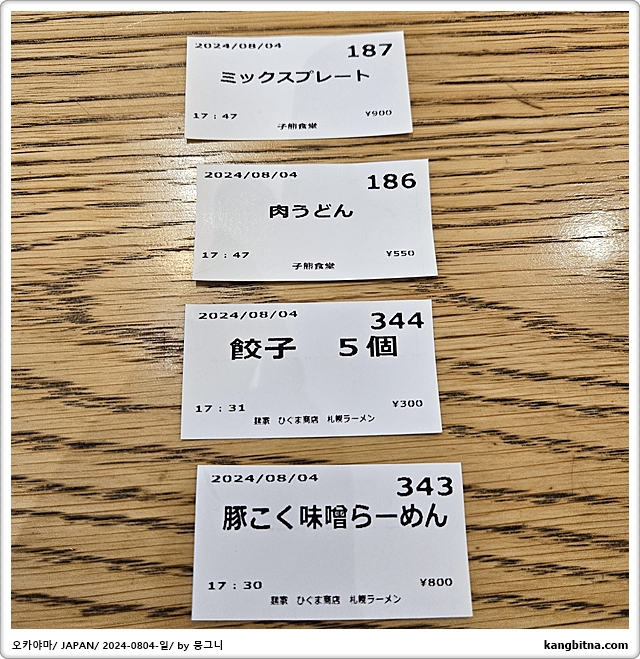 2024/08/04 187
ミックスプレート
17：47 ¥900
子熊食堂
2024/08/04 186
肉うどん
17：47 ¥550
子熊食堂
2024/08/04 344
餃子　５個
17：31 ¥300
麺家　ひぐま商店　札幌ラーメン
2024/08/04 343
豚こく味噌らーめん
17：30 ¥800
麺家　ひぐま商店　札幌ラーメン
오카야마/ JAPAN/ 2024-0804-일/ by 뭉그니 kangbitna.com